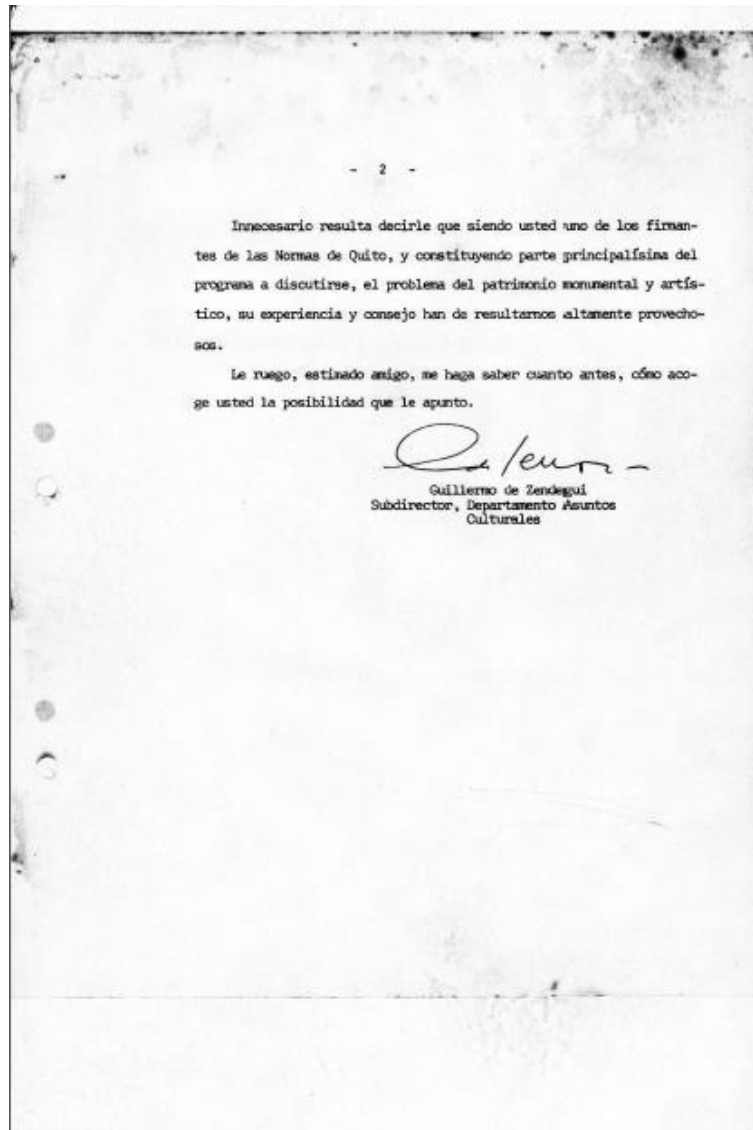 - 2 -
Innecesario resulta decirle que siendo usted uno de los firman-
tes de las Normas de Quito, y constituyendo parte principalísima del
programa a discutirse, el problema del patrimonio monumental y artís-
tico, su experiencia y consejo han de resultarnos altamente provecho-
sos.
Le ruego, estimado amigo, me haga saber cuanto antes, cómo aco-
ge usted la posibilidad que le apunto.
Guillermo de Zendegui
Subdirector, Departamento Asuntos
Culturales